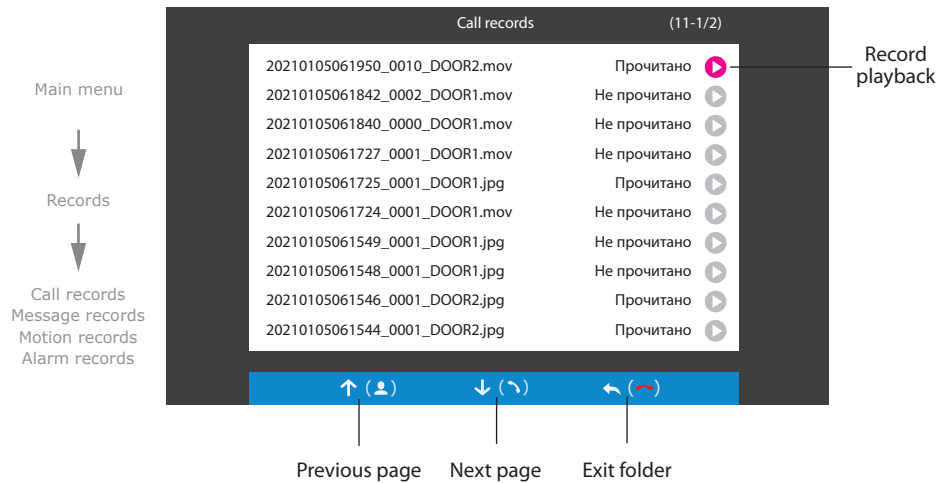 Call records (11-1/2)
20210105061950_0010_DOOR2.mov Прочитано
Record
playback
20210105061842_0002_DOOR1.mov Не прочитано
Main menu
20210105061840_0000_DOOR1.mov Не прочитано
20210105061727_0001_DOOR1.mov Не прочитано
20210105061725_0001_DOOR1.jpg Прочитано
Records
20210105061724_0001_DOOR1.mov Не прочитано
20210105061549_0001_DOOR1.jpg Не прочитано
20210105061548_0001_DOOR1.jpg Не прочитано
Call records
Message records
Motion records
Alarm records
20210105061546_0001_DOOR2.jpg Прочитано
20210105061544_0001_DOOR2.jpg Прочитано
Previous page Next page Exit folder